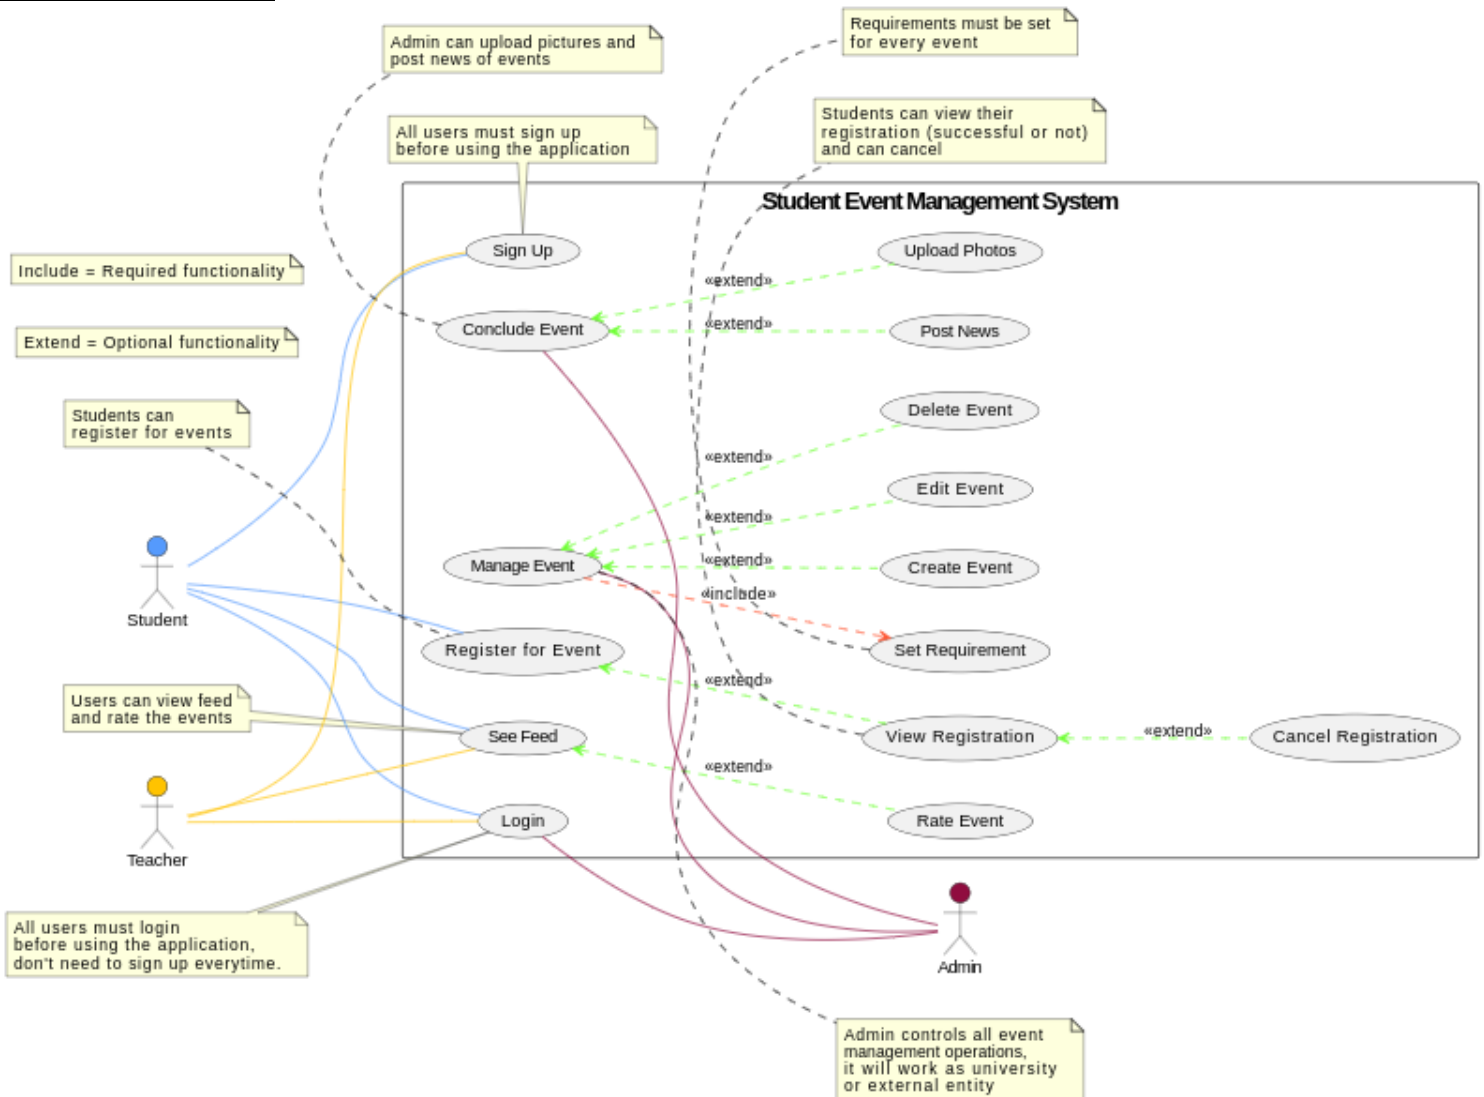 Requirements must be set
for every event
Admin can upload pictures and
post news of events
Students can view their
registration (successful or not)
and can cancel
All users must sign up
before using the application
Student Event Management System
Sign Up
Upload Photos
Include = Required functionality
«extend»
Conclude Event
«extend»
Post News
Extend = Optional functionality
Students can
register for events
Delete Event
«extend»
Edit Event
«extend»
Manage Event
«extend»
Create Event
«include»
Student
Register for Event
Set Requirement
«extend»
Users can view feed
and rate the events
See Feed
View Registration
«extend»
Cancel Registration
«extend»
Login
Rate Event
Teacher
All users must login
before using the application,
don't need to sign up everytime.
Admin
Admin controls all event
management operations,
it will work as university
or external entity